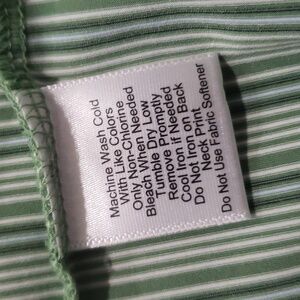 Machine Wash Cold
With Like Colors
Only Non-Chlorine
Bleach When Needed
Tumble Dry Low
Remove Promptly
Cool Iron if Needed
Do Not Iron on Back
Neck Print
Do Not Use Fabric Softener